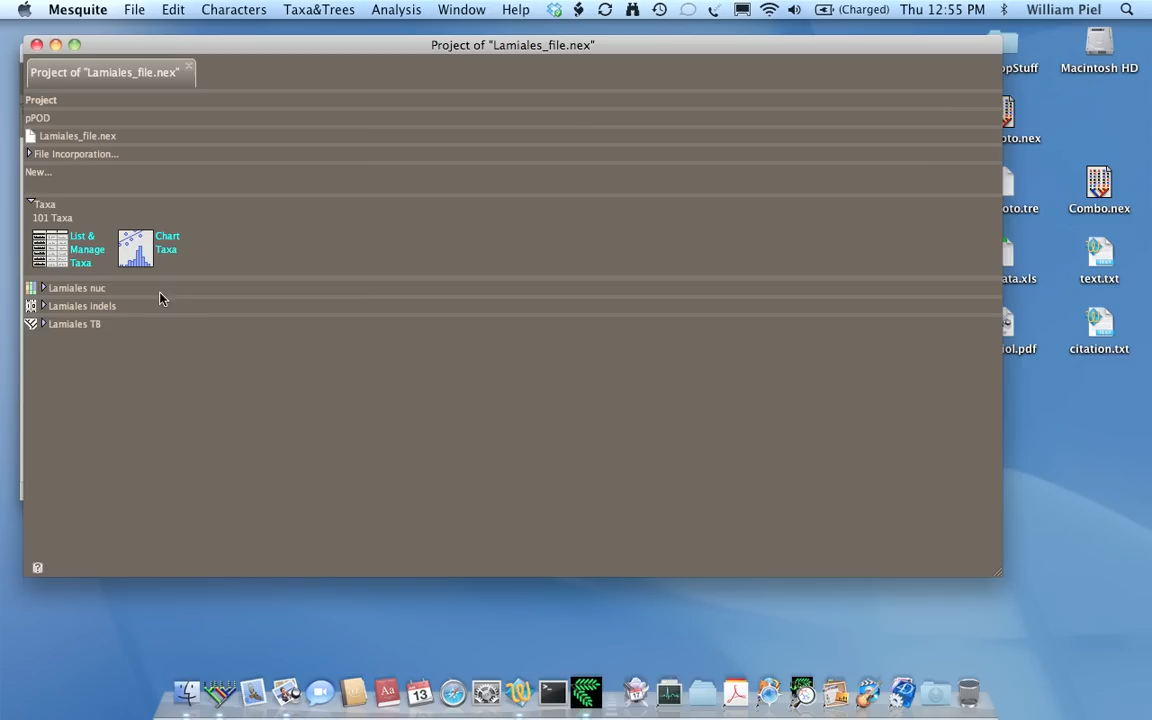 Mesquite File Edit Characters Taxa&Trees Analysis Window Help (Charged) Thu 12:55 PM William Piel
Project of "Lamiales_file.nex"
Project of "Lamiales_file.nex"
Project
pPOD
Lamiales_file.nex
File Incorporation...
New...
Taxa
101 Taxa
List &
Manage
Taxa
Chart
Taxa
Lamiales nuc
Lamiales indels
Lamiales TB
?
opStuff
Macintosh HD
oto.nex
oto.tre
Combo.nex
ata.xls
text.txt
iol.pdf
citation.txt
13
17